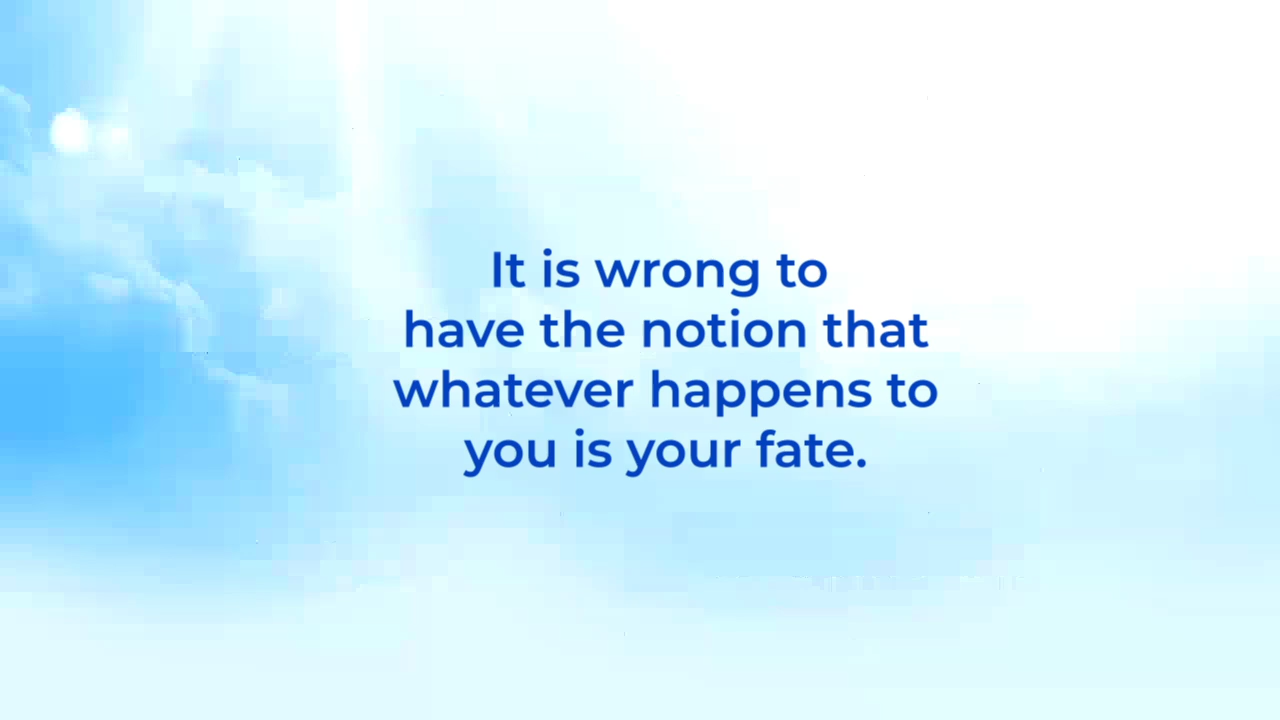 It is wrong to
have the notion that
whatever happens to
you is your fate.